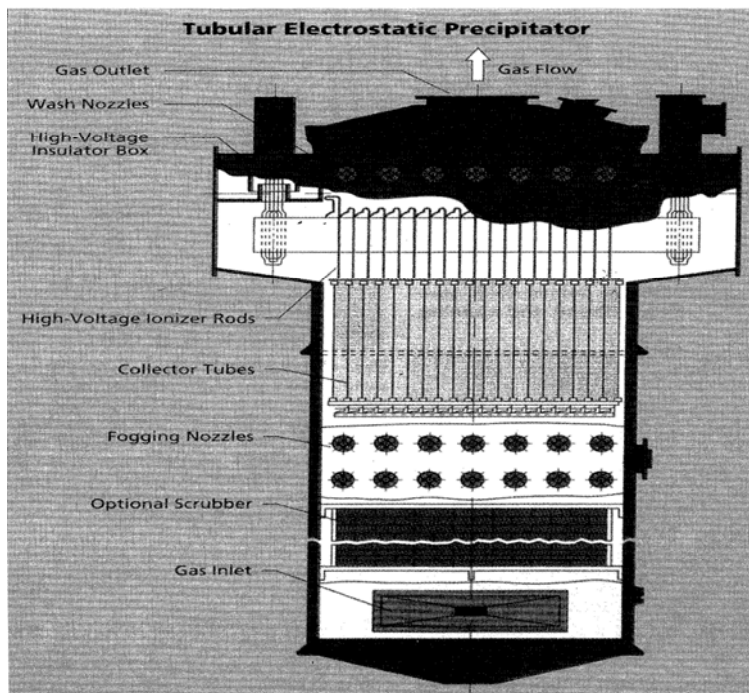 Tubular Electrostatic Precipitator
Gas Outlet
Gas Flow
Wash Nozzles
High-Voltage
Insulator Box
High-Voltage Ionizer Rods
Collector Tubes
Fogging Nozzles
Optional Scrubber
Gas Inlet